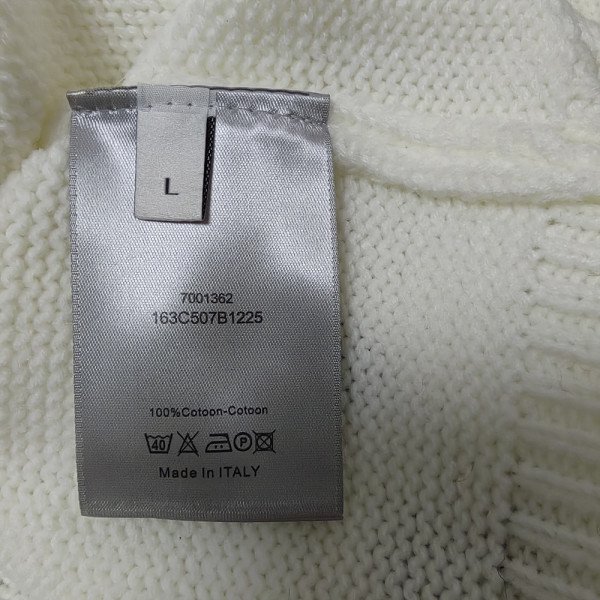 L
7001362
163C507B1225
100%Cotoon-Cotoon
40 P
Made In ITALY